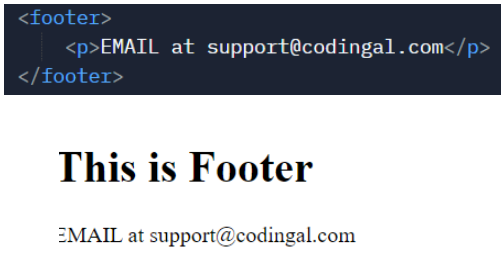 <footer>
<p>EMAIL at support@codingal.com</p>
</footer>
This is Footer
EMAIL at support@codingal.com